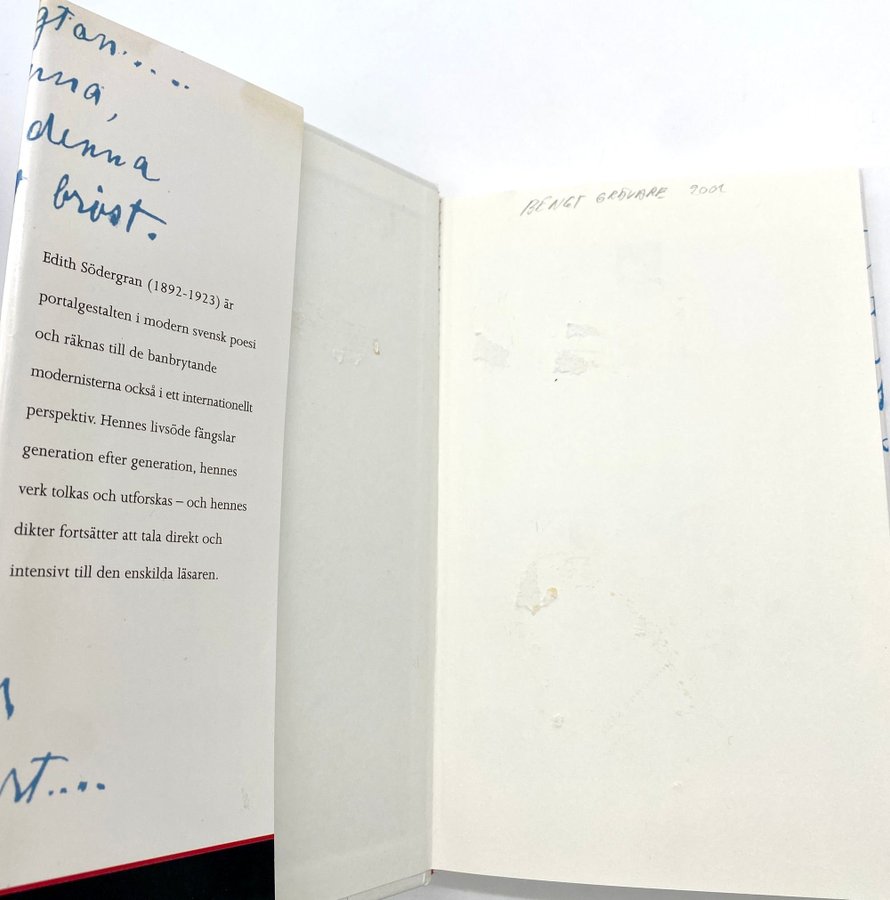 denna
bröst.
Edith Södergran (1892-1923) är
portalgestalten i modern svensk poesi
och räknas till de banbrytande
modernisterna också i ett internationellt
perspektiv. Hennes livsöde fängslar
generation efter generation, hennes
verk tolkas och utforskas – och hennes
dikter fortsätter att tala direkt och
intensivt till den enskilda läsaren.
BENGT 2001